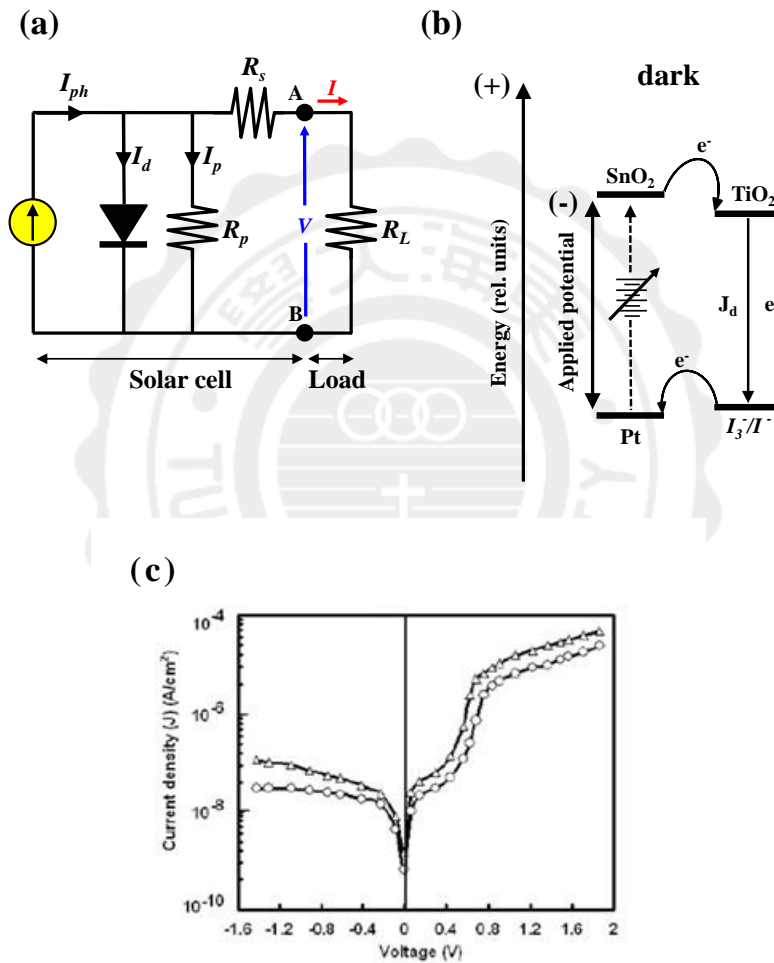 (a)
I_ph
R_s
A
I
I_d
I_p
R_p
V
R_L
B
Solar cell
Load
(b)
dark
(+)
e-
SnO2
TiO2
(-)
Energy (rel. units)
Applied potential
J_d
e
e-
Pt
I3-/I-
(c)
Current density (J) (A/cm2)
10-4
10-6
10-8
10-10
-1.6 -1.2 -0.8 -0.4 0 0.4 0.8 1.2 1.6 2
Voltage (V)